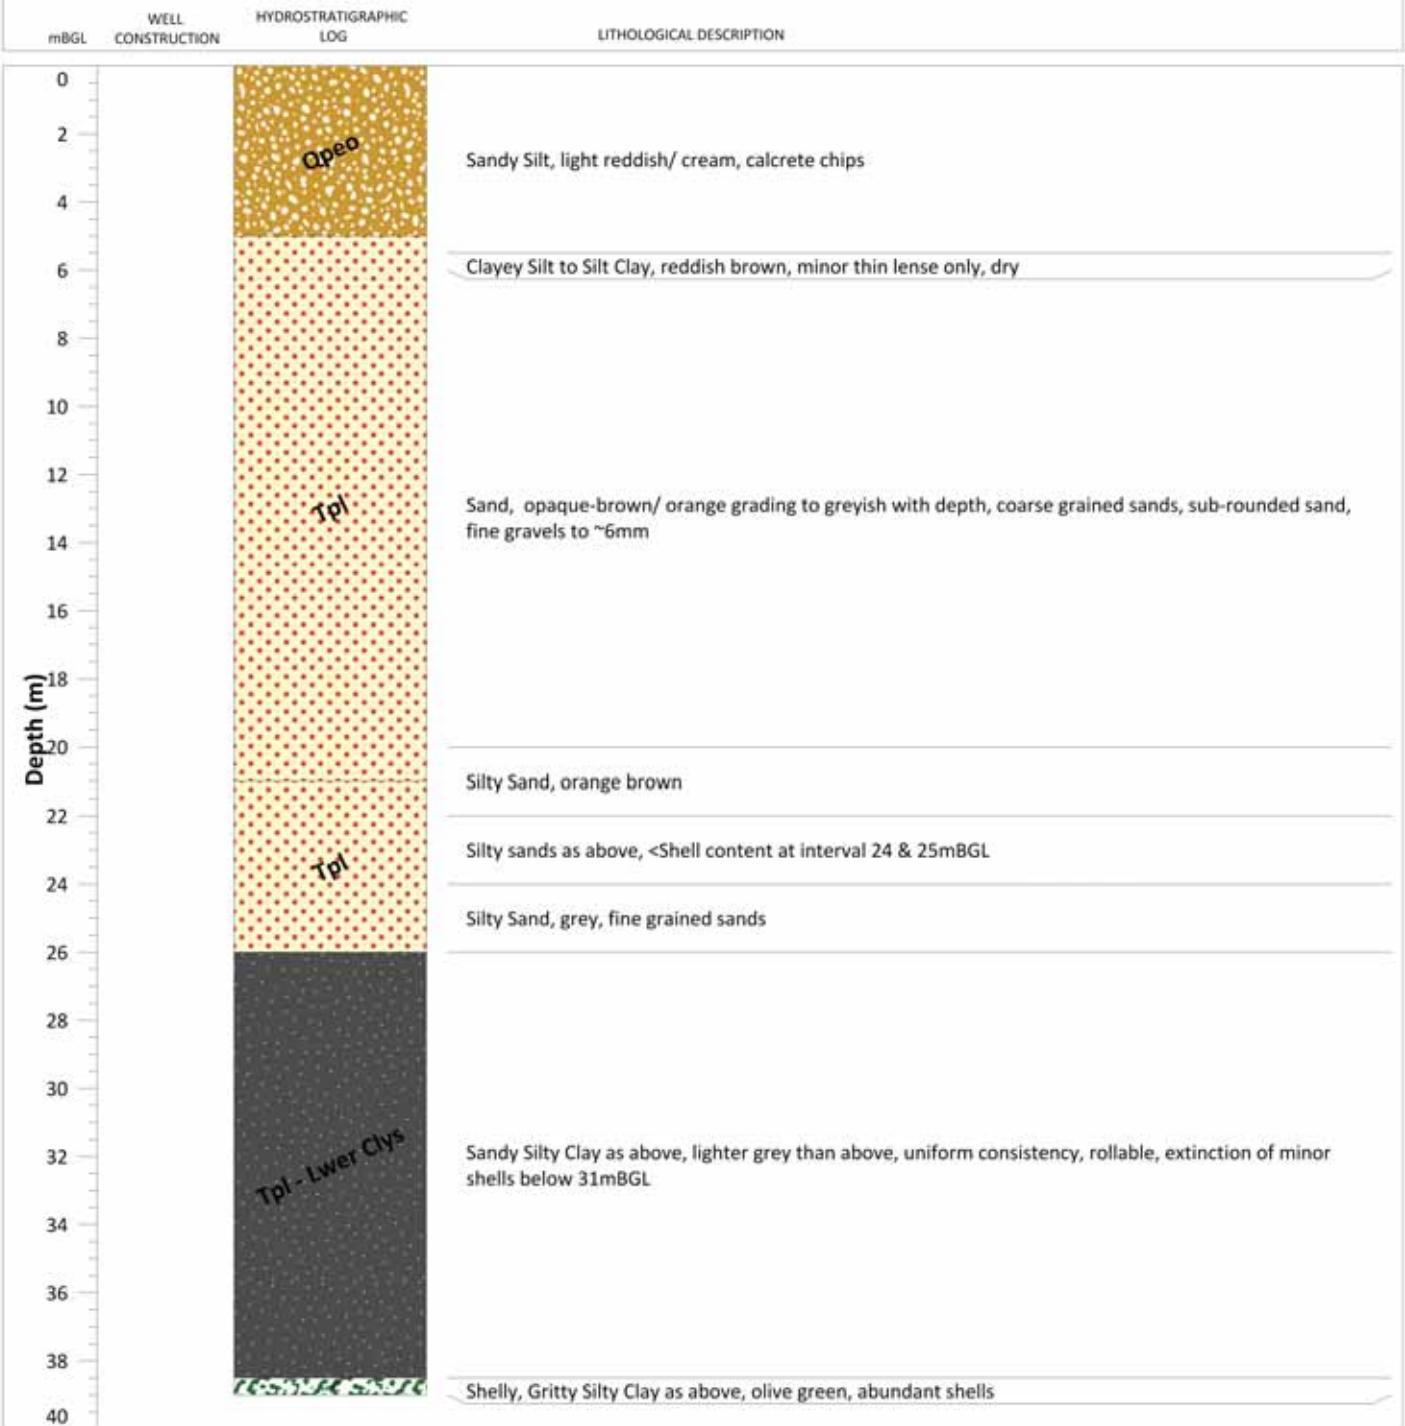 mBGL
WELL
CONSTRUCTION
HYDROSTRATIGRAPHIC
LOG
LITHOLOGICAL DESCRIPTION
Depth (m)
0
2
4
6
8
10
12
14
16
18
20
22
24
26
28
30
32
34
36
38
40
Qpeo
Tpl
Tpl
Tpl - Lwer Clys
Sandy Silt, light reddish/ cream, calcrete chips
Clayey Silt to Silt Clay, reddish brown, minor thin lense only, dry
Sand, opaque-brown/ orange grading to greyish with depth, coarse grained sands, sub-rounded sand,
fine gravels to ~6mm
Silty Sand, orange brown
Silty sands as above, <Shell content at interval 24 & 25mBGL
Silty Sand, grey, fine grained sands
Sandy Silty Clay as above, lighter grey than above, uniform consistency, rollable, extinction of minor
shells below 31mBGL
Shelly, Gritty Silty Clay as above, olive green, abundant shells